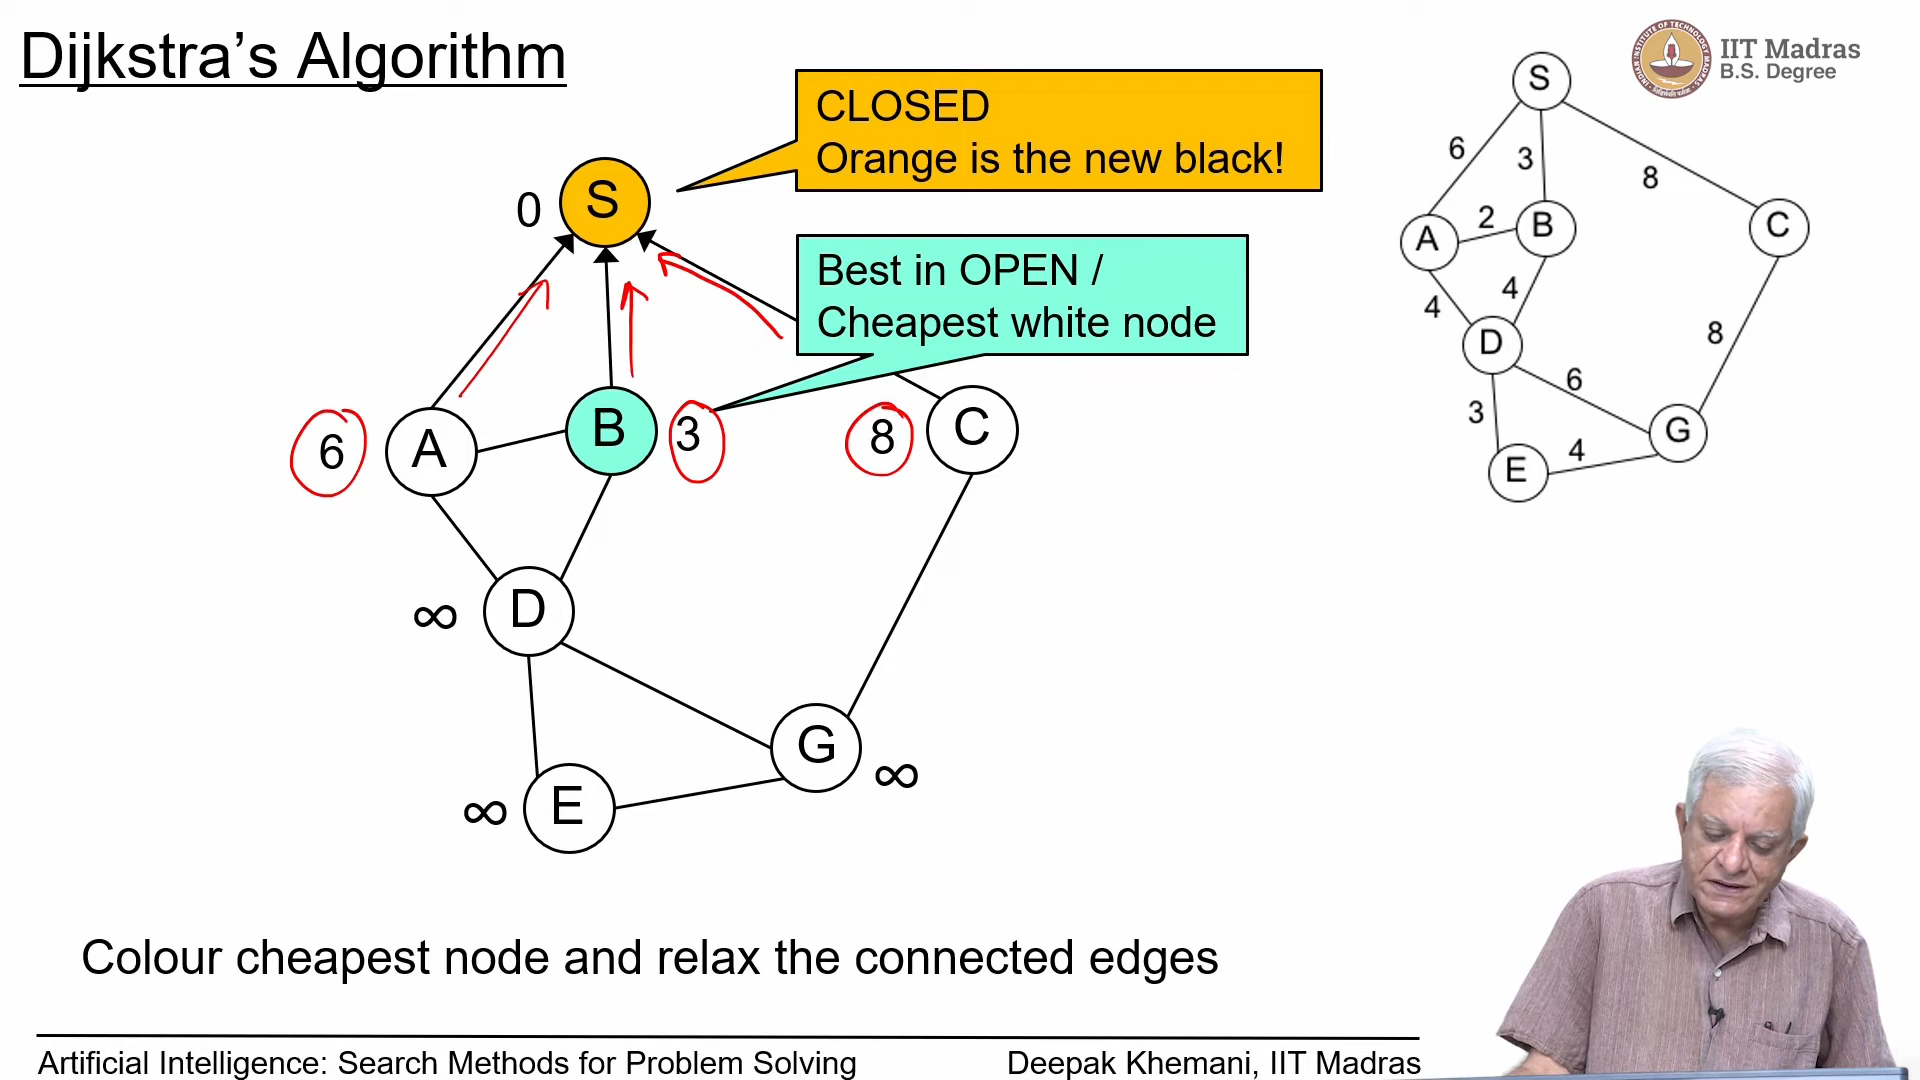 Dijkstra's Algorithm
IIT Madras
B.S. Degree
CLOSED
Orange is the new black!
Best in OPEN /
Cheapest white node
0
S
6
A
B
3
8
C
∞
D
G
∞
∞
E
S
6
3
8
A
2
B
C
4
4
D
8
6
3
G
E
4
Colour cheapest node and relax the connected edges
Artificial Intelligence: Search Methods for Problem Solving
Deepak Khemani, IIT Madras